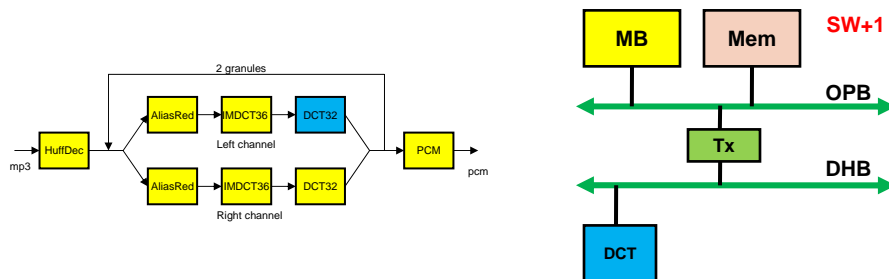 2 granules
AliasRed
IMDCT36
DCT32
Left channel
HuffDec
mp3
PCM
pcm
AliasRed
IMDCT36
DCT32
Right channel
MB
Mem
SW+1
OPB
Tx
DHB
DCT